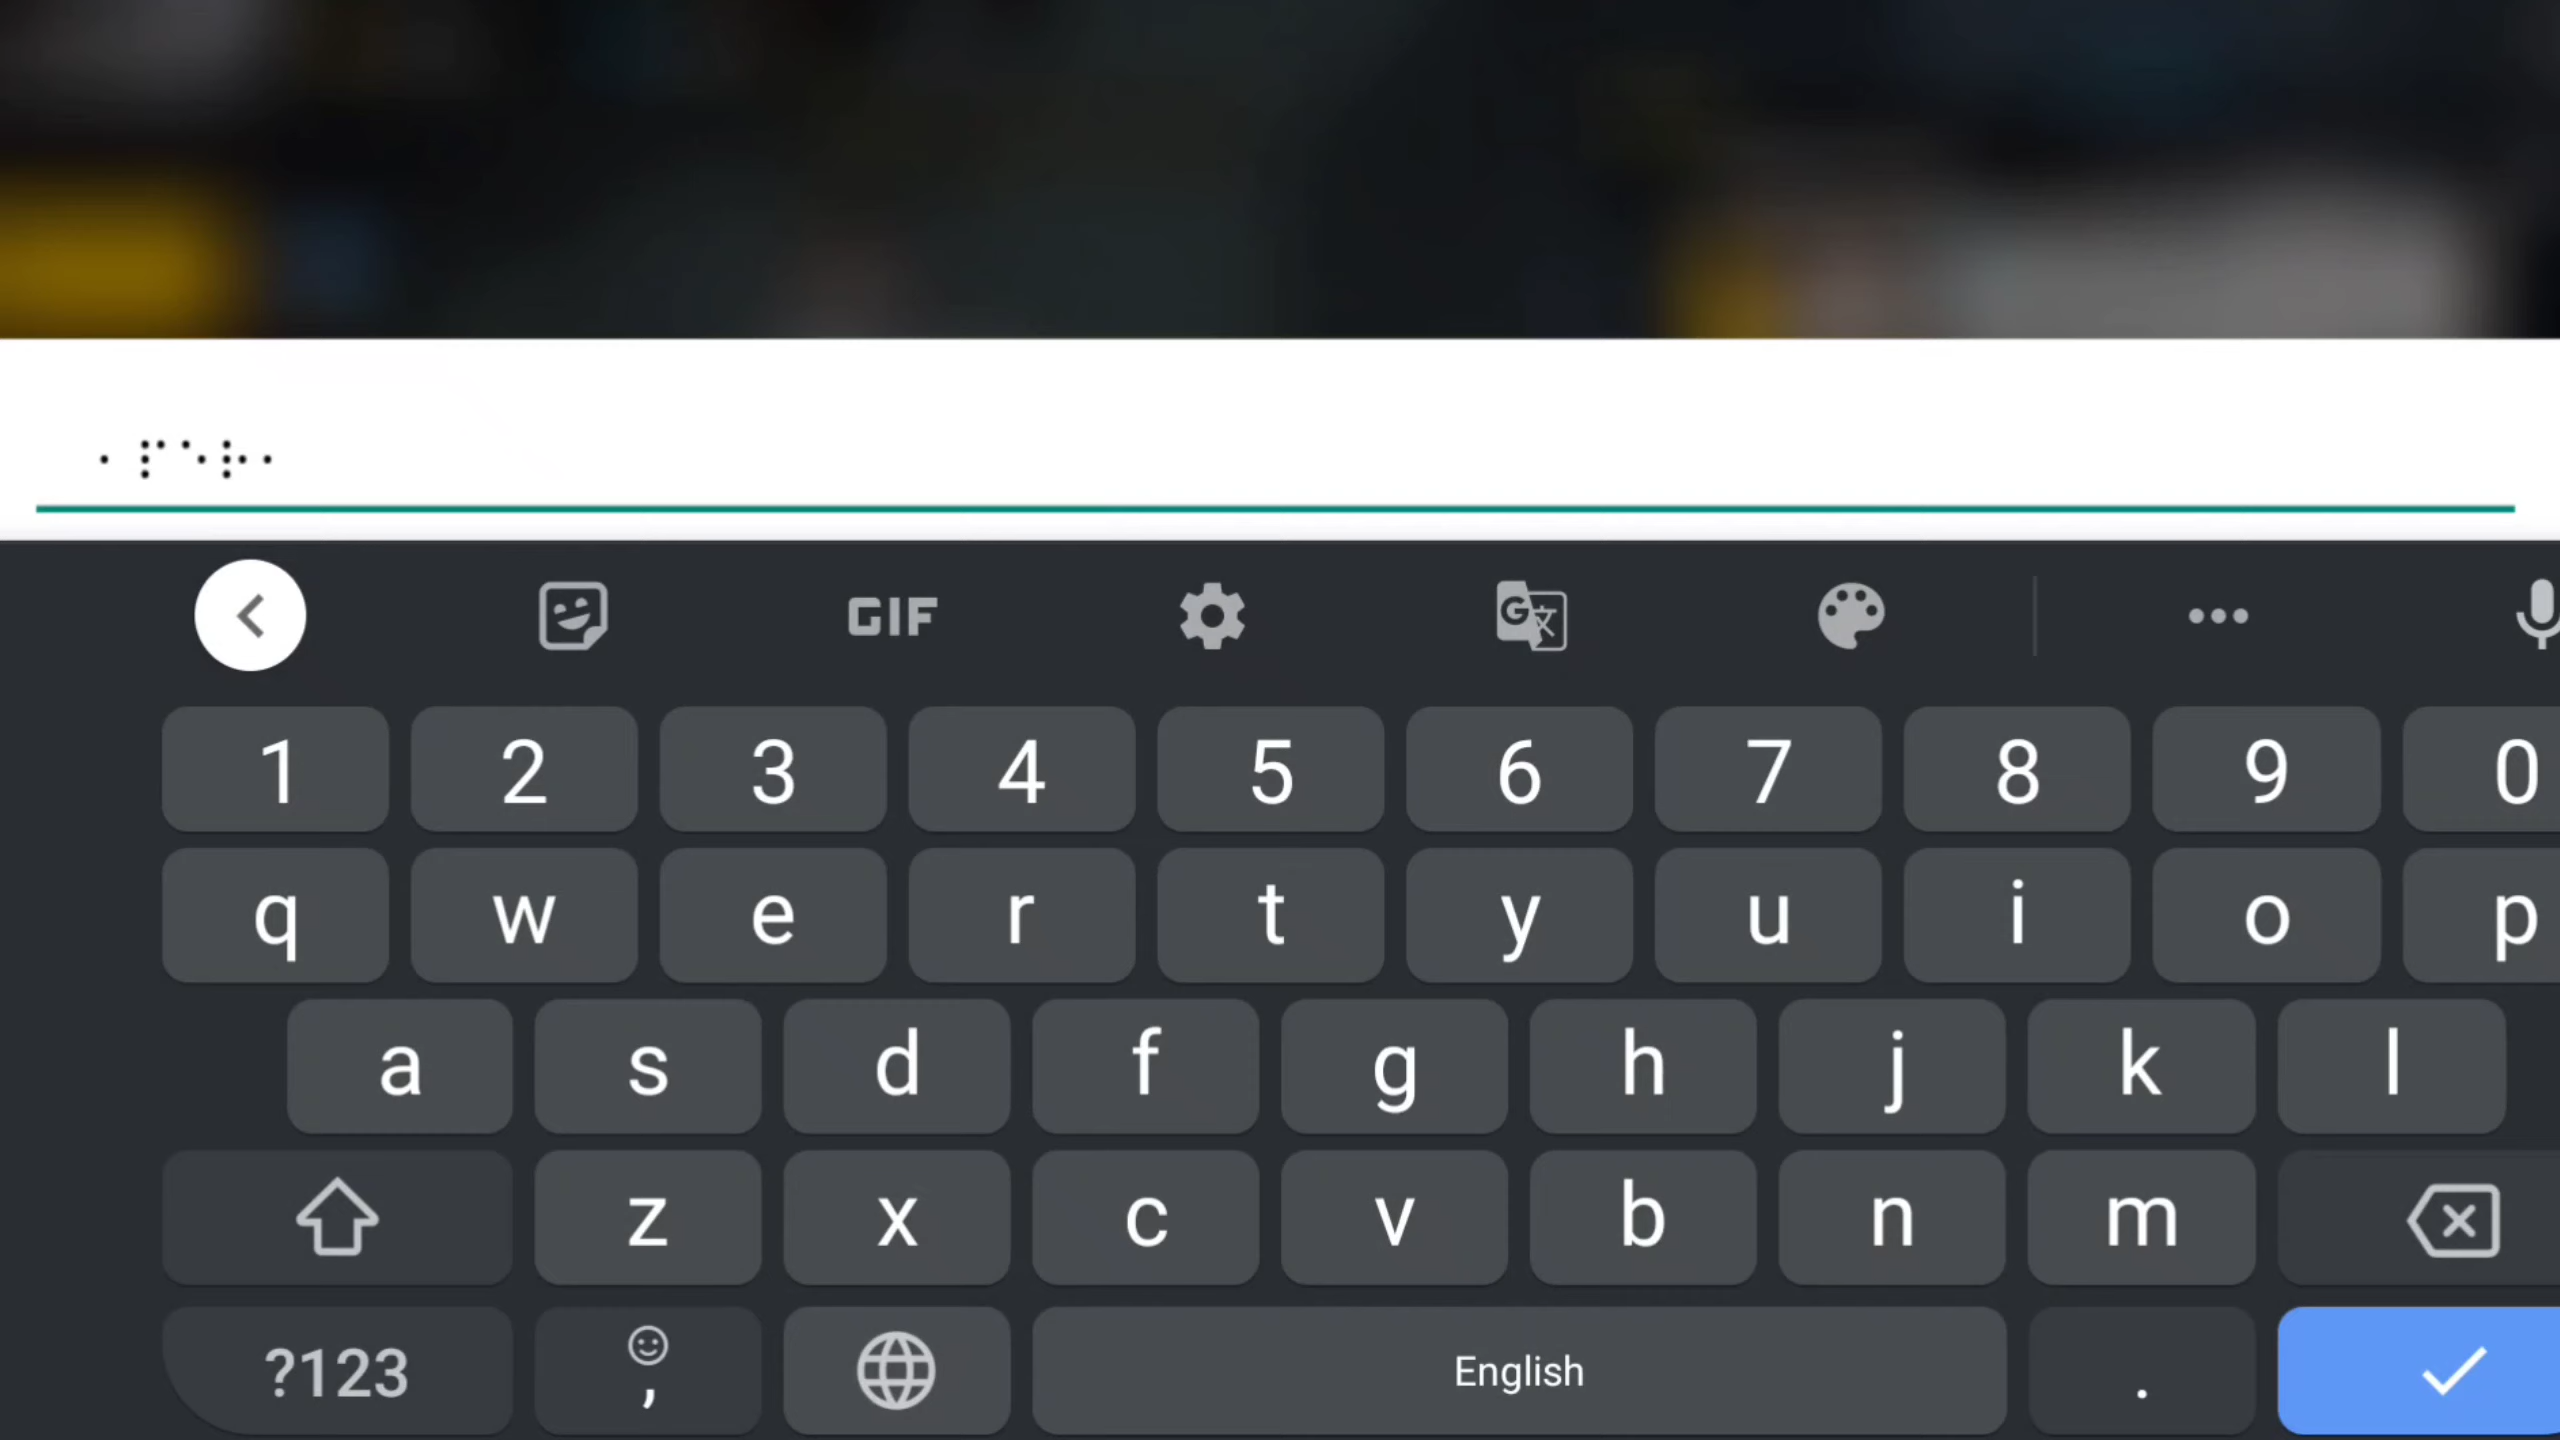 ⠂⠏⠑⠗⠂
GIF
1 2 3 4 5 6 7 8 9 0
q w e r t y u i o p
a s d f g h j k l
z x c v b n m
?123 , English .